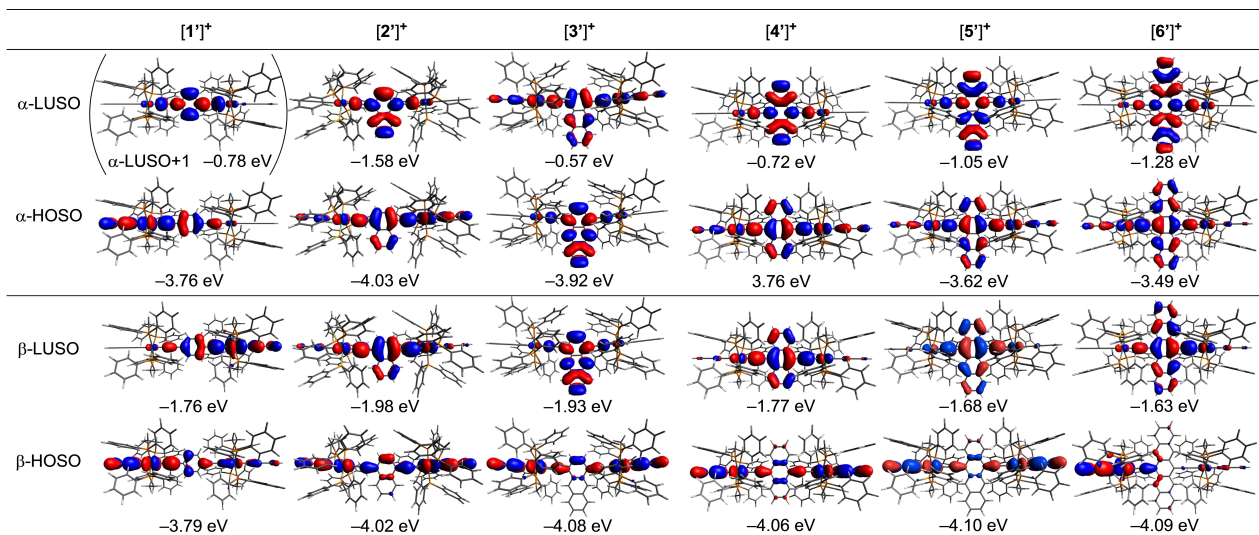 [1']⁺ [2']⁺ [3']⁺ [4']⁺ [5']⁺ [6']⁺
α-LUSO
α-LUSO+1 –0.78 eV –1.58 eV –0.57 eV –0.72 eV –1.05 eV –1.28 eV
α-HOSO
–3.76 eV –4.03 eV –3.92 eV 3.76 eV –3.62 eV –3.49 eV
β-LUSO
–1.76 eV –1.98 eV –1.93 eV –1.77 eV –1.68 eV –1.63 eV
β-HOSO
–3.79 eV –4.02 eV –4.08 eV –4.06 eV –4.10 eV –4.09 eV